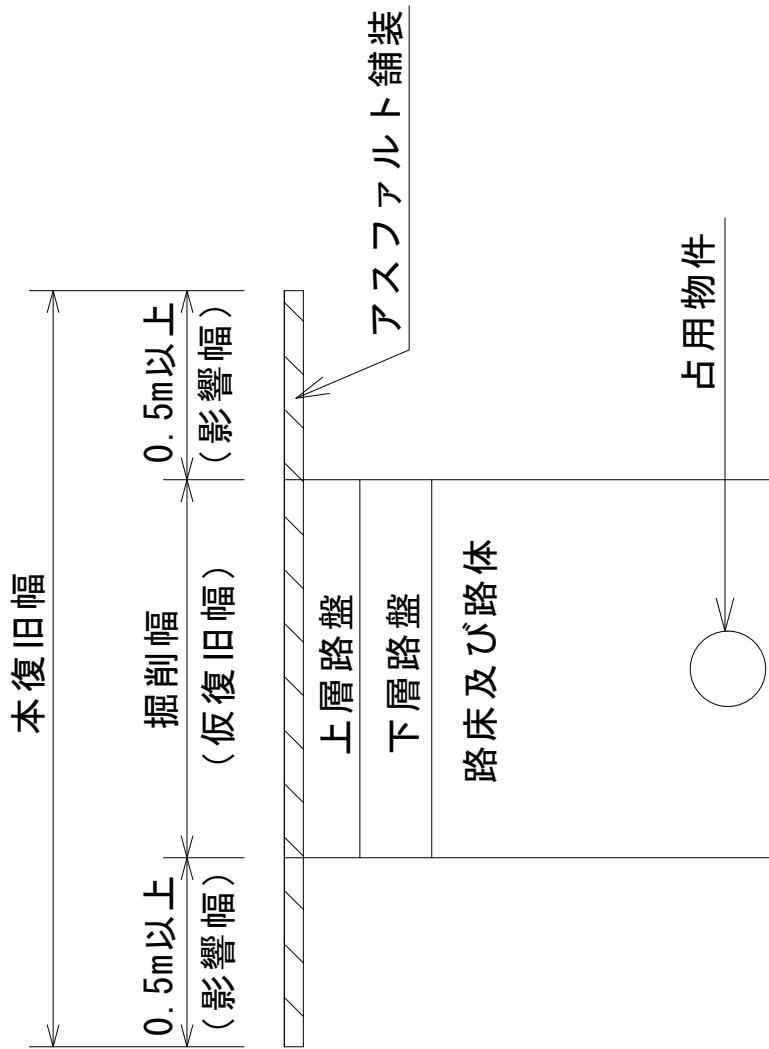 本復旧幅
0.5m以上
(影響幅)
掘削幅
(仮復旧幅)
0.5m以上
(影響幅)
アスファルト舗装
上層路盤
下層路盤
路床及び路体
占用物件